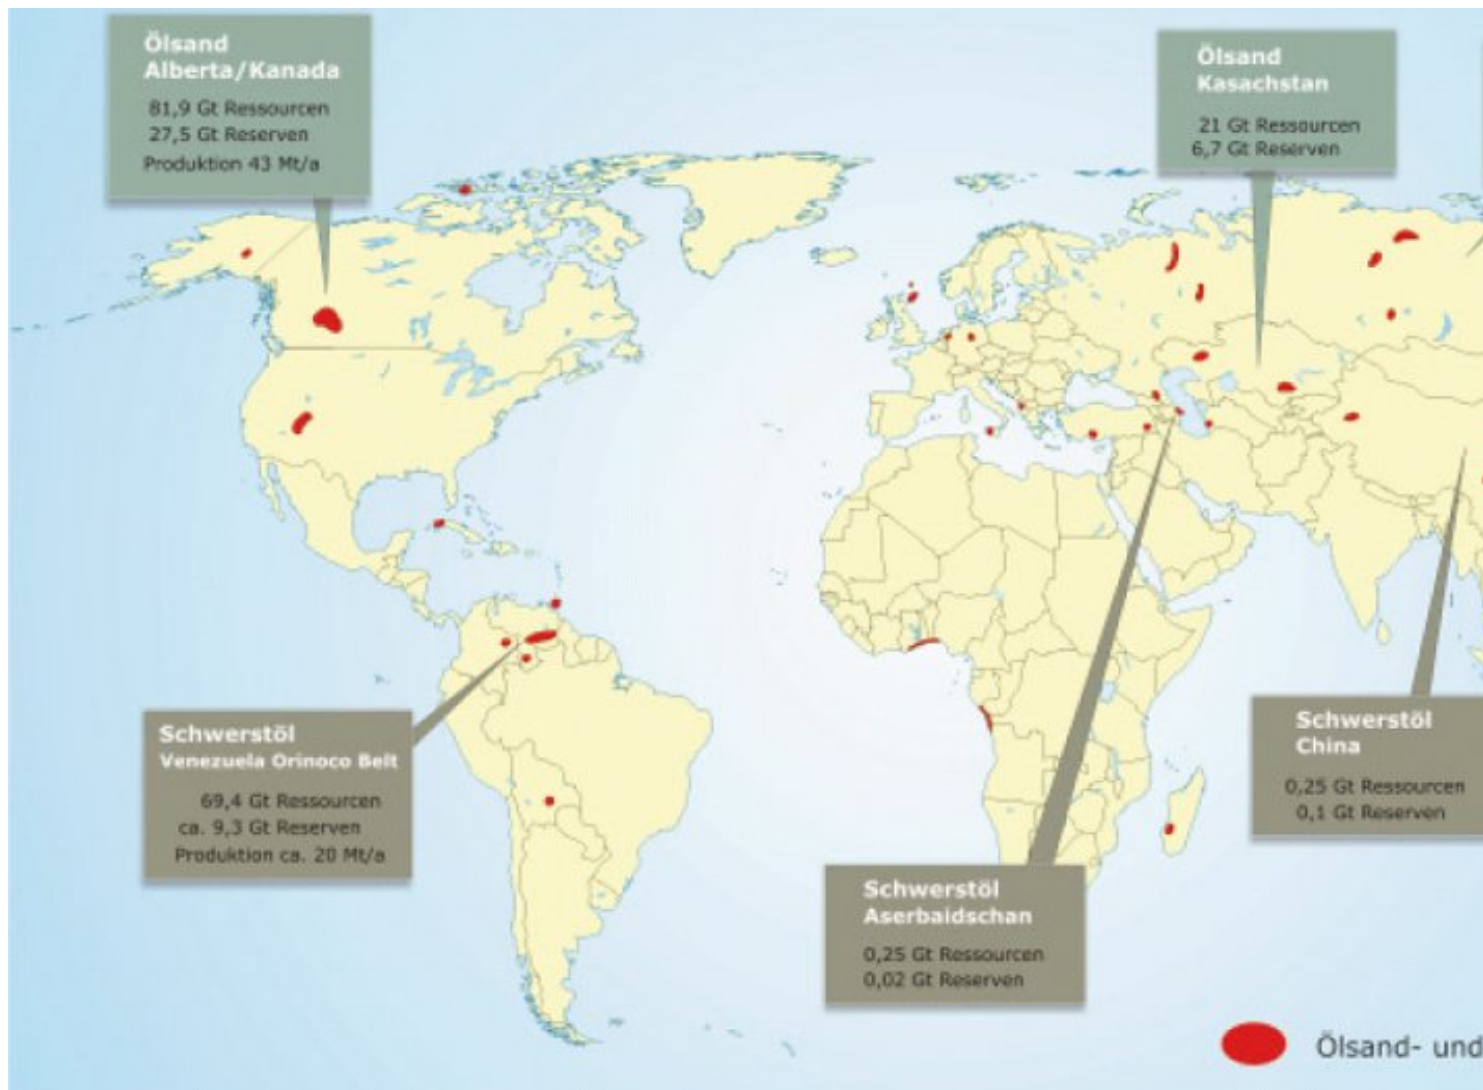 Ölsand
Alberta/Kanada
81,9 Gt Ressourcen
27,5 Gt Reserven
Produktion 43 Mt/a
Ölsand
Kasachstan
21 Gt Ressourcen
6,7 Gt Reserven
Schwerstöl
Venezuela Orinoco Belt
69,4 Gt Ressourcen
ca. 9,3 Gt Reserven
Produktion ca. 20 Mt/a
Schwerstöl
Aserbaidschan
0,25 Gt Ressourcen
0,02 Gt Reserven
Schwerstöl
China
0,25 Gt Ressourcen
0,1 Gt Reserven
Ölsand- und